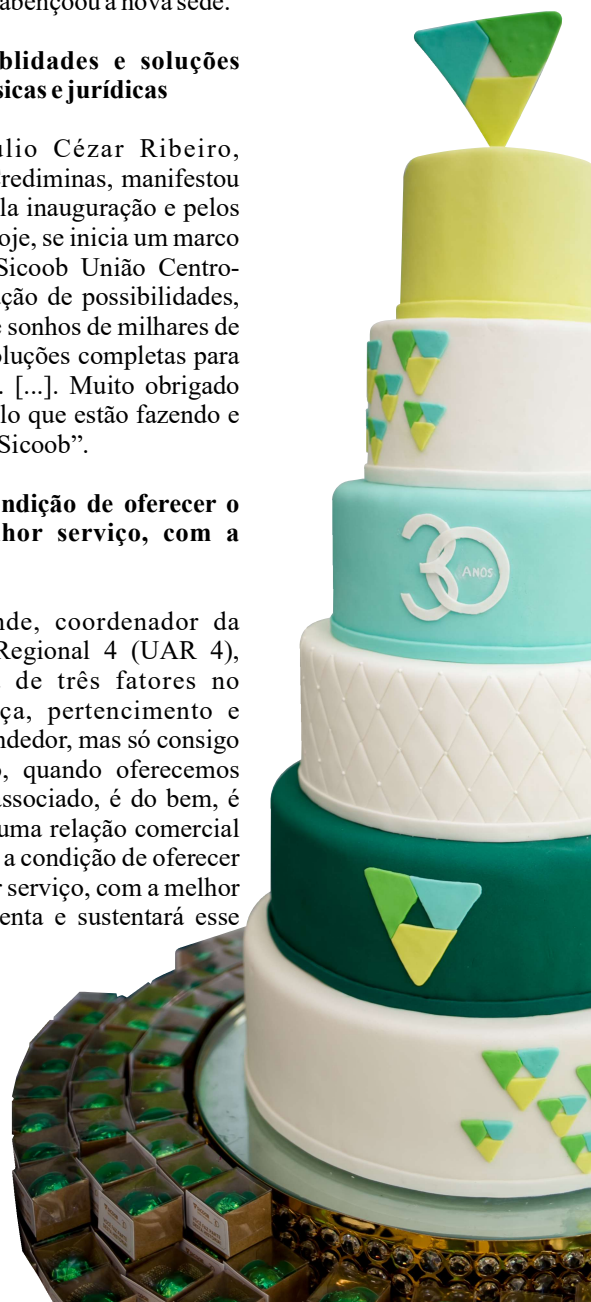 abençoou a nova sede.
blidades e soluções
sicas e jurídicas
ulio Cézar Ribeiro,
rediminas, manifestou
la inauguração e pelos
oje, se inicia um marco
Sicoob União Centro-
ção de possibilidades,
e sonhos de milhares de
oluções completas para
. [...]. Muito obrigado
lo que estão fazendo e
Sicoob”.
ndição de oferecer o
hor serviço, com a
nde, coordenador da
Regional 4 (UAR 4),
de três fatores no
ça, pertencimento e
ndedor, mas só consigo
o, quando oferecemos
associado, é do bem, é
uma relação comercial
a condição de oferecer
r serviço, com a melhor
enta e sustentará esse
30 ANOS